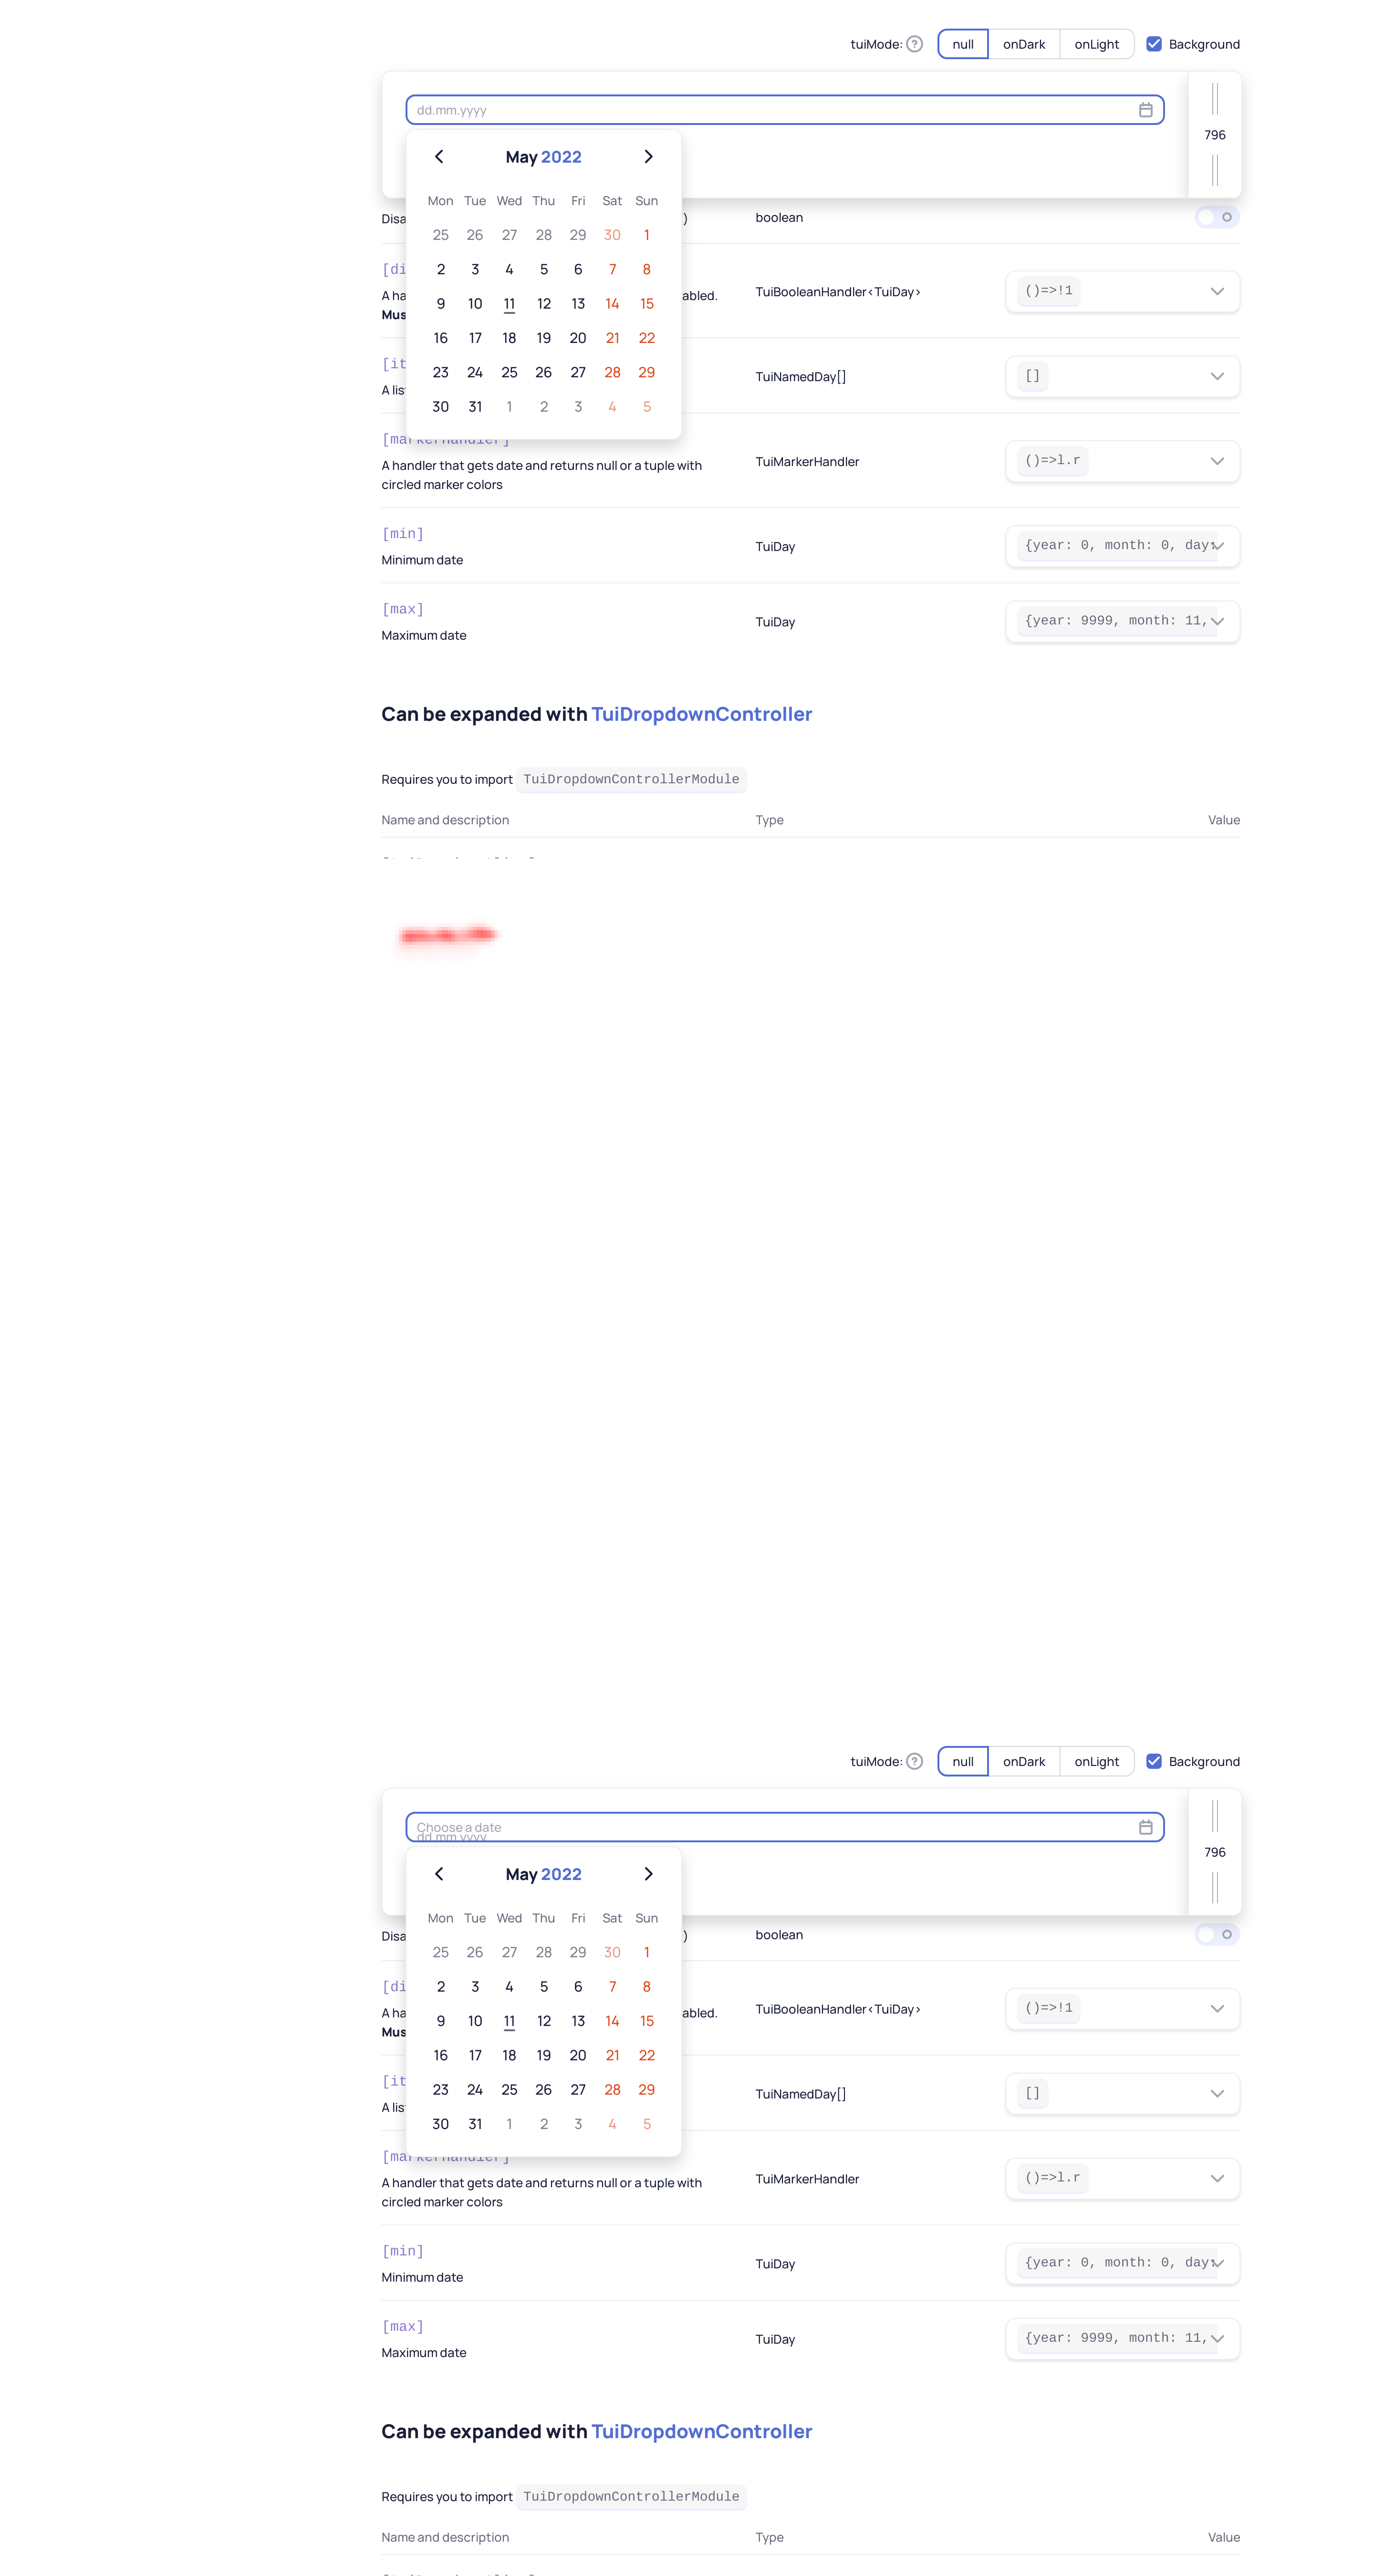 tuiMode: ? null onDark onLight Background
dd.mm.yyyy
796
May 2022
Mon Tue Wed Thu Fri Sat Sun
25 26 27 28 29 30 1
2 3 4 5 6 7 8
9 10 11 12 13 14 15
16 17 18 19 20 21 22
23 24 25 26 27 28 29
30 31 1 2 3 4 5
Disa ) boolean
[di
A ha abled.
Mus
TuiBooleanHandler<TuiDay> ()=>!1
[it
A lis
TuiNamedDay[] []
[markerHandler]
A handler that gets date and returns null or a tuple with
circled marker colors
TuiMarkerHandler ()=>l.r
[min]
Minimum date
TuiDay {year: 0, month: 0, day:
[max]
Maximum date
TuiDay {year: 9999, month: 11,
Can be expanded with TuiDropdownController
Requires you to import TuiDropdownControllerModule
Name and description Type Value
tuiMode: ? null onDark onLight Background
Choose a date
dd.mm.yyyy
796
May 2022
Mon Tue Wed Thu Fri Sat Sun
25 26 27 28 29 30 1
2 3 4 5 6 7 8
9 10 11 12 13 14 15
16 17 18 19 20 21 22
23 24 25 26 27 28 29
30 31 1 2 3 4 5
Disa ) boolean
[di
A ha abled.
Mus
TuiBooleanHandler<TuiDay> ()=>!1
[it
A lis
TuiNamedDay[] []
[markerHandler]
A handler that gets date and returns null or a tuple with
circled marker colors
TuiMarkerHandler ()=>l.r
[min]
Minimum date
TuiDay {year: 0, month: 0, day:
[max]
Maximum date
TuiDay {year: 9999, month: 11,
Can be expanded with TuiDropdownController
Requires you to import TuiDropdownControllerModule
Name and description Type Value